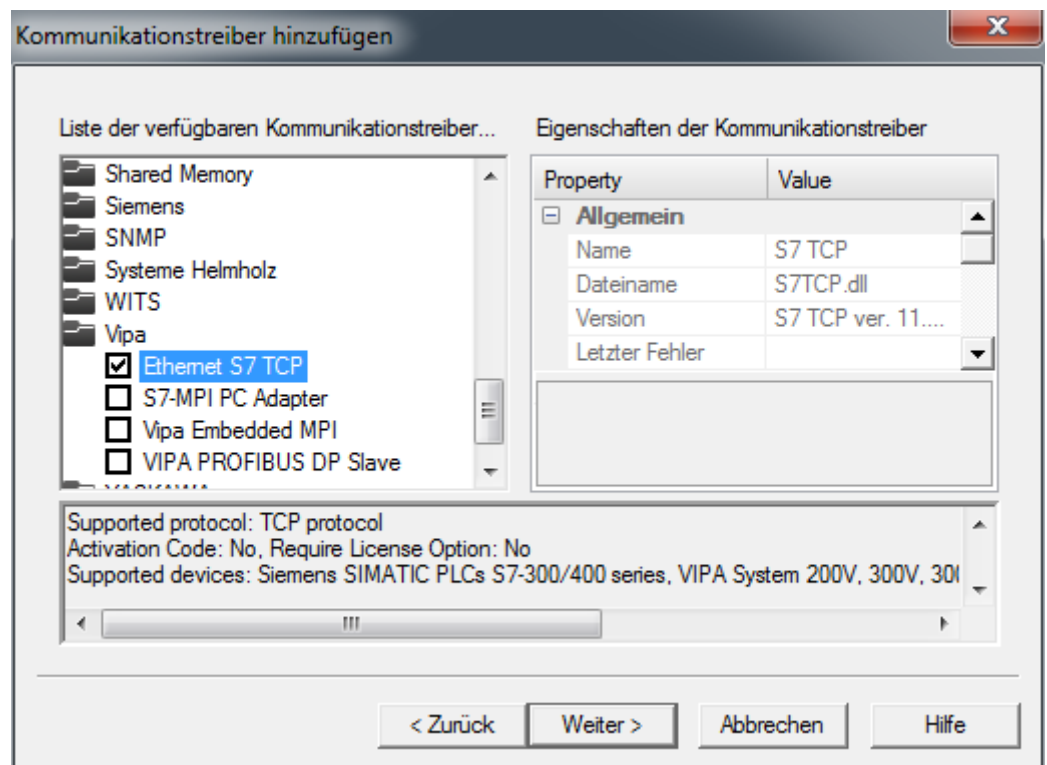 Kommunikationstreiber hinzufügen
Liste der verfügbaren Kommunikationstreiber...
Shared Memory
Siemens
SNMP
Systeme Helmholz
WITS
Vipa
Ethernet S7 TCP
S7-MPI PC Adapter
Vipa Embedded MPI
VIPA PROFIBUS DP Slave
Eigenschaften der Kommunikationstreiber
Property Value
Allgemein
Name S7 TCP
Dateiname S7TCP.dll
Version S7 TCP ver. 11....
Letzter Fehler
Supported protocol: TCP protocol
Activation Code: No, Require License Option: No
Supported devices: Siemens SIMATIC PLCs S7-300/400 series, VIPA System 200V, 300V,
< Zurück Weiter > Abbrechen Hilfe